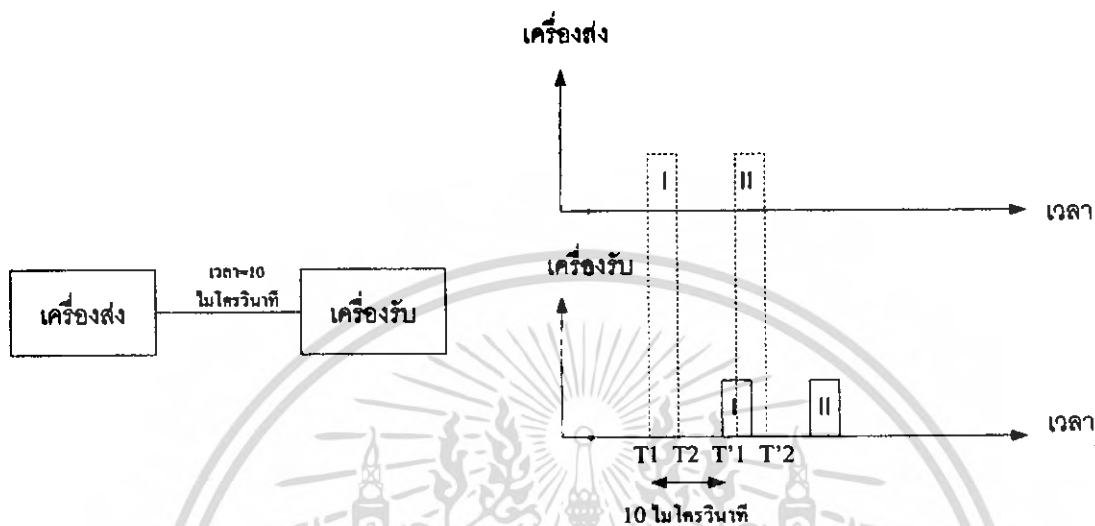 เครื่องส่ง
I
II
เวลา
เครื่องส่ง
เวลา=10
ไมโครวินาที
เครื่องรับ
เครื่องรับ
I
II
เวลา
T1 T2 T'1 T'2
10 ไมโครวินาที